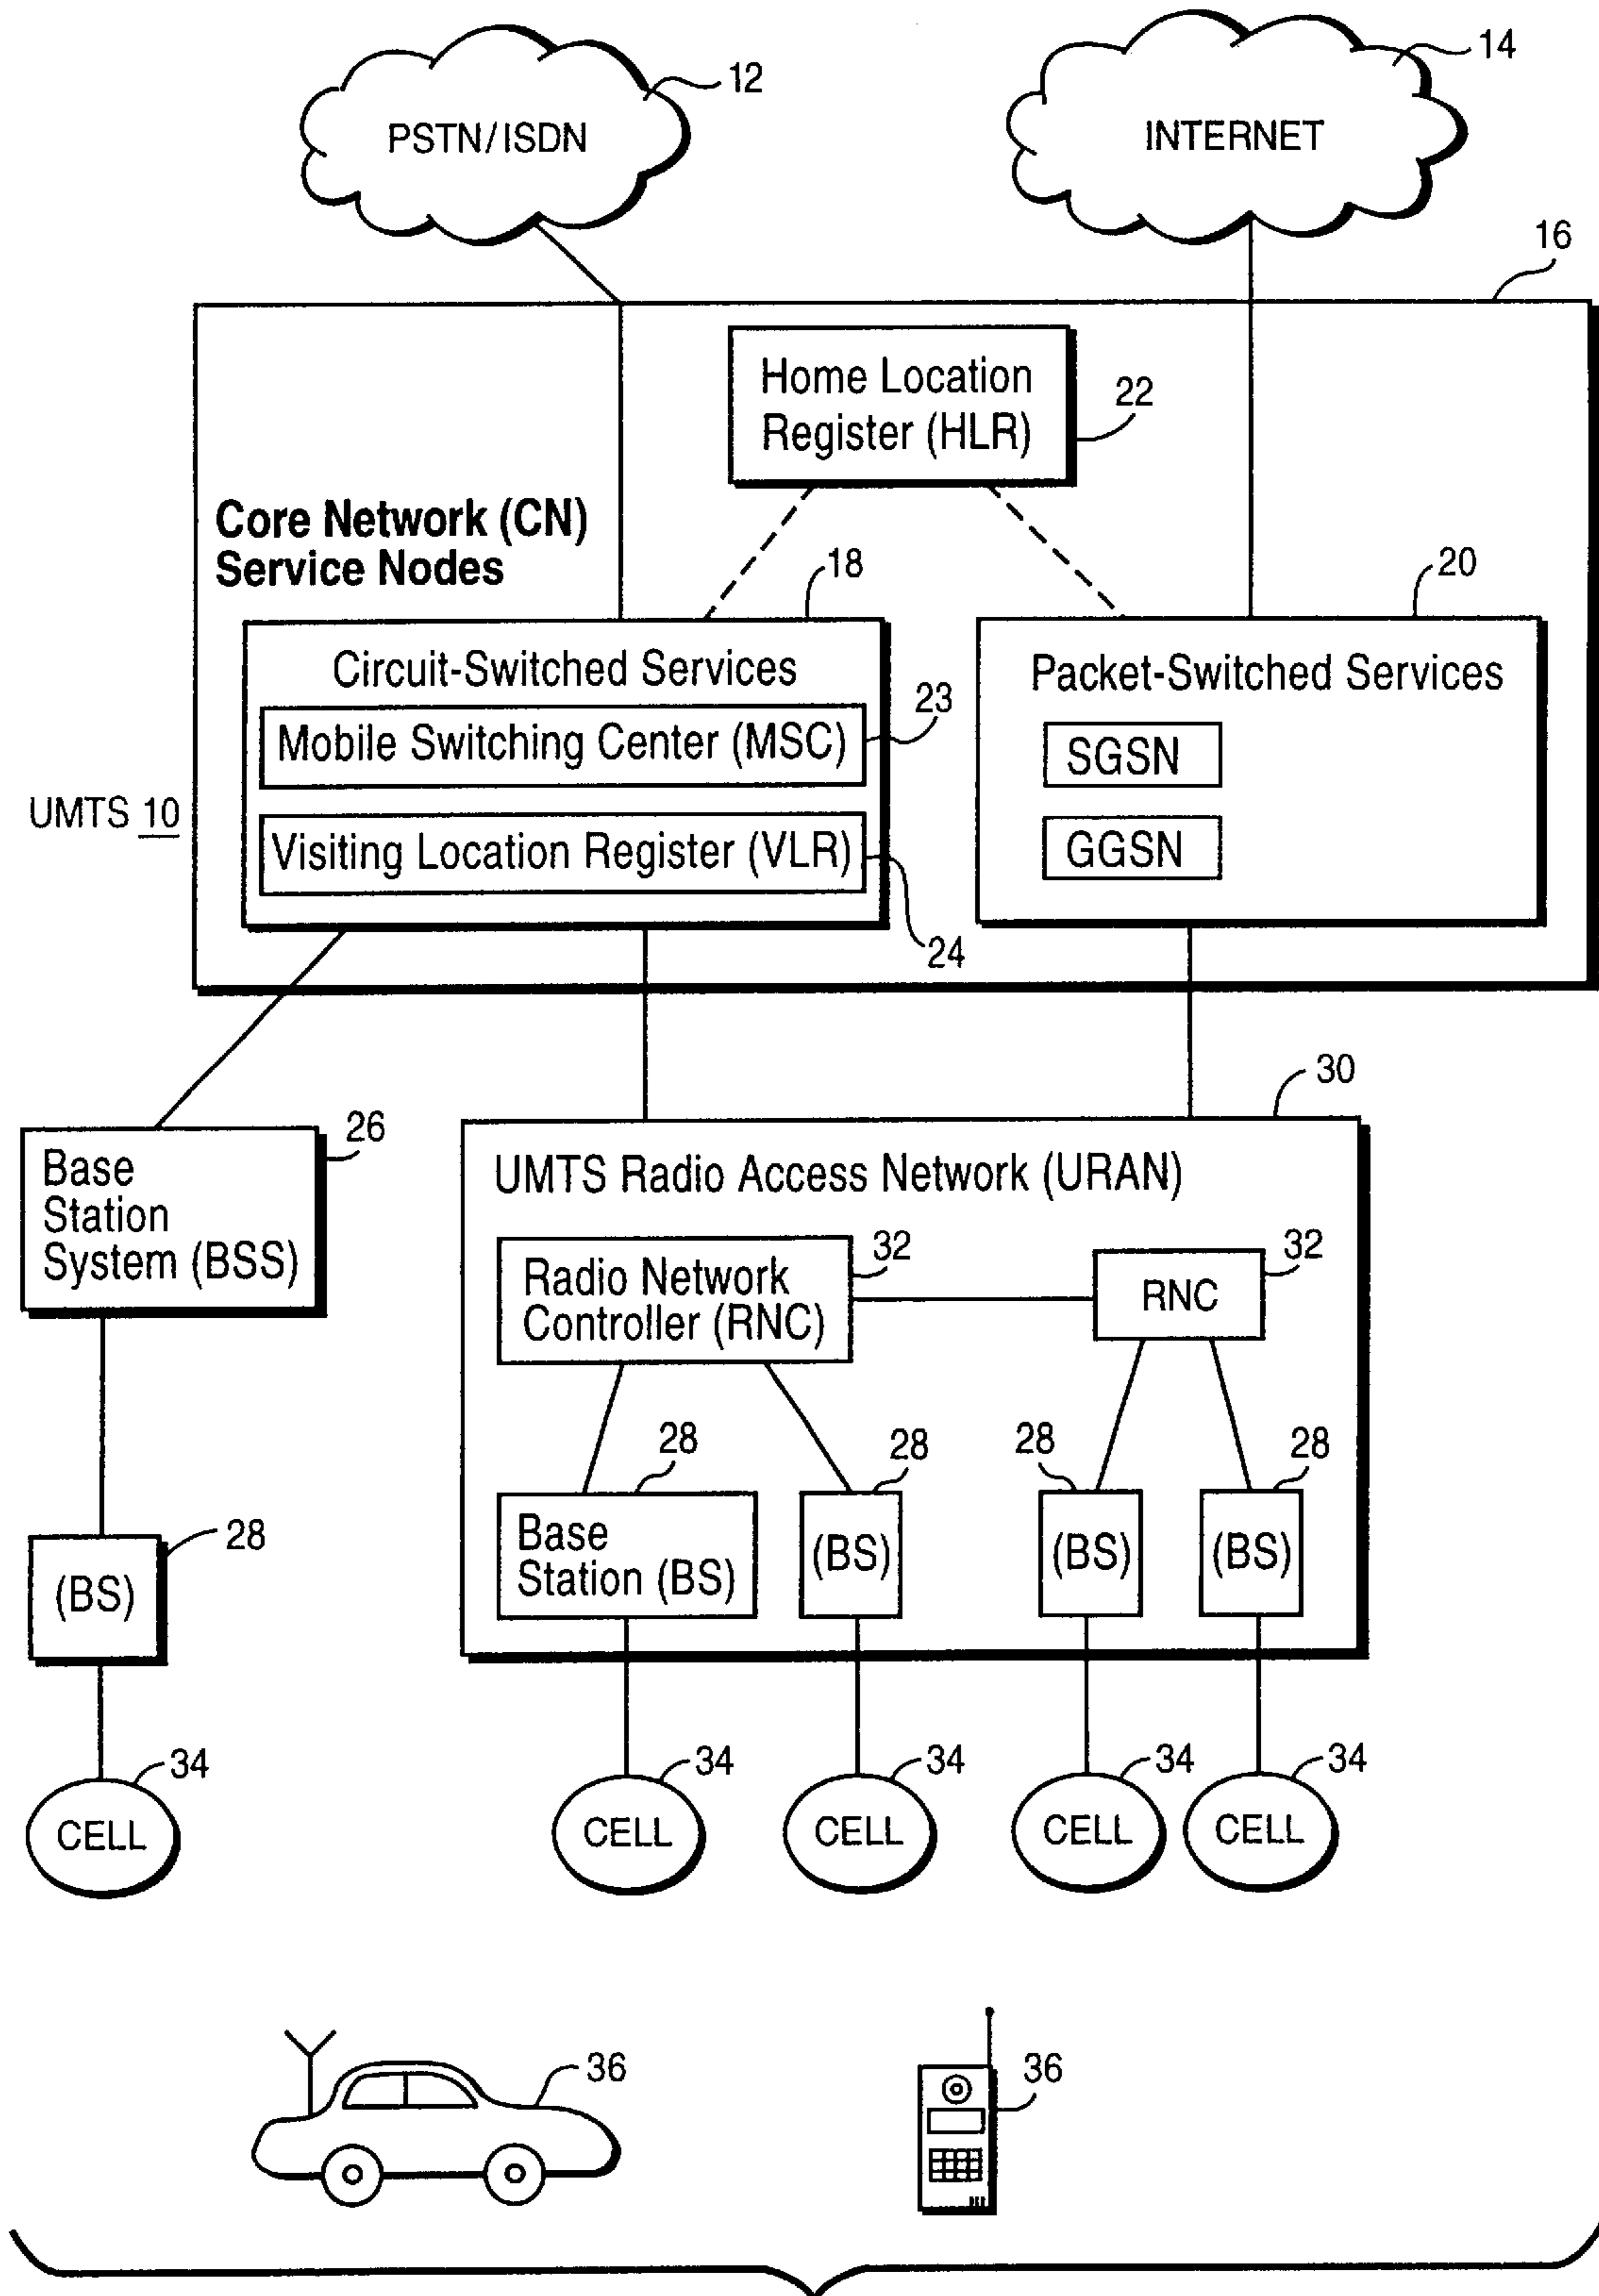 12
14
PSTN/ISDN
INTERNET
16
Home Location
Register (HLR)
22
Core Network (CN)
Service Nodes
18
20
Circuit-Switched Services
Packet-Switched Services
23
Mobile Switching Center (MSC)
SGSN
UMTS 10
Visiting Location Register (VLR)
GGSN
24
30
26
Base
Station
System (BSS)
UMTS Radio Access Network (URAN)
32
32
Radio Network
Controller (RNC)
RNC
28
28
28
28
Base
Station (BS)
(BS)
(BS)
(BS)
28
(BS)
34
34
34
34
34
CELL
CELL
CELL
CELL
CELL
36
36